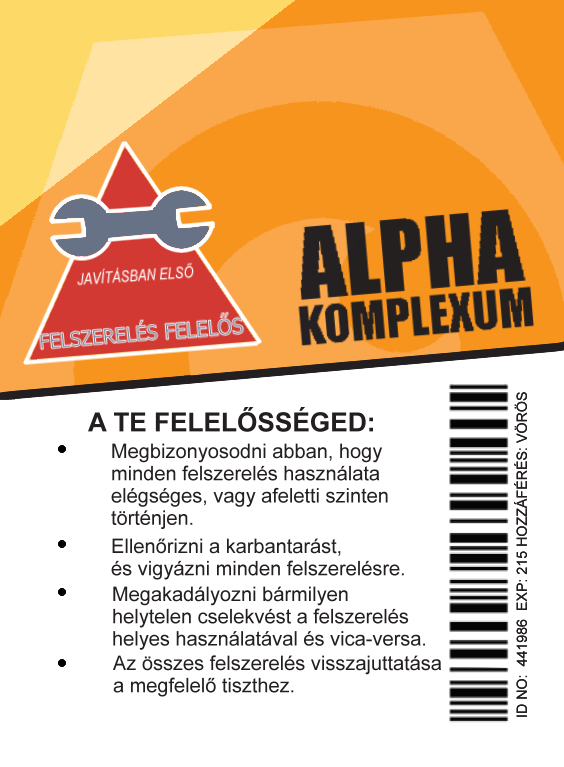 JAVÍTÁSBAN ELSŐ
FELSZERELÉS FELELŐS
ALPHA
KOMPLEXUM
A TE FELELŐSSÉGED:
• Megbizonyosodni abban, hogy
minden felszerelés használata
elégséges, vagy afeletti szinten
történjen.
• Ellenőrizni a karbantarást,
és vigyázni minden felszerelésre.
• Megakadályozni bármilyen
helytelen cselekvést a felszerelés
helyes használatával és vica-versa.
• Az összes felszerelés visszajuttatása
a megfelelő tiszthez.
ID NO: 441986 EXP: 215 HOZZÁFÉRÉS: VÖRÖS